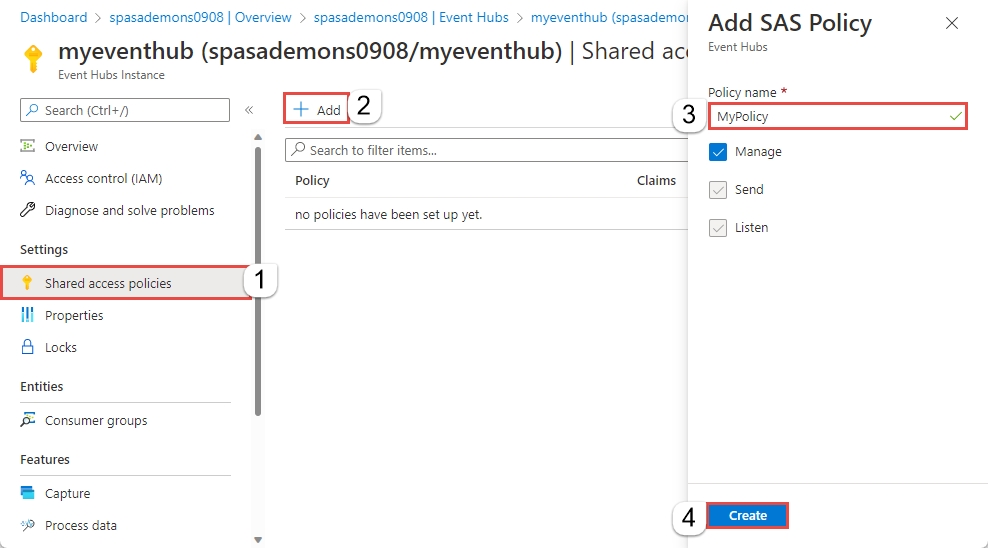 Dashboard > spasademons0908 | Overview > spasademons0908 | Event Hubs > myeventhub (spasademons
myeventhub (spasademons0908/myeventhub) | Shared acc
Event Hubs Instance
Search (Ctrl+/) «
Overview
Access control (IAM)
Diagnose and solve problems
Settings
Shared access policies
1
Properties
Locks
Entities
Consumer groups
Features
Capture
Process data
+ Add
2
Search to filter items...
Policy Claims
no policies have been set up yet.
Add SAS Policy
Event Hubs
Policy name *
3
MyPolicy
Manage
Send
Listen
4
Create